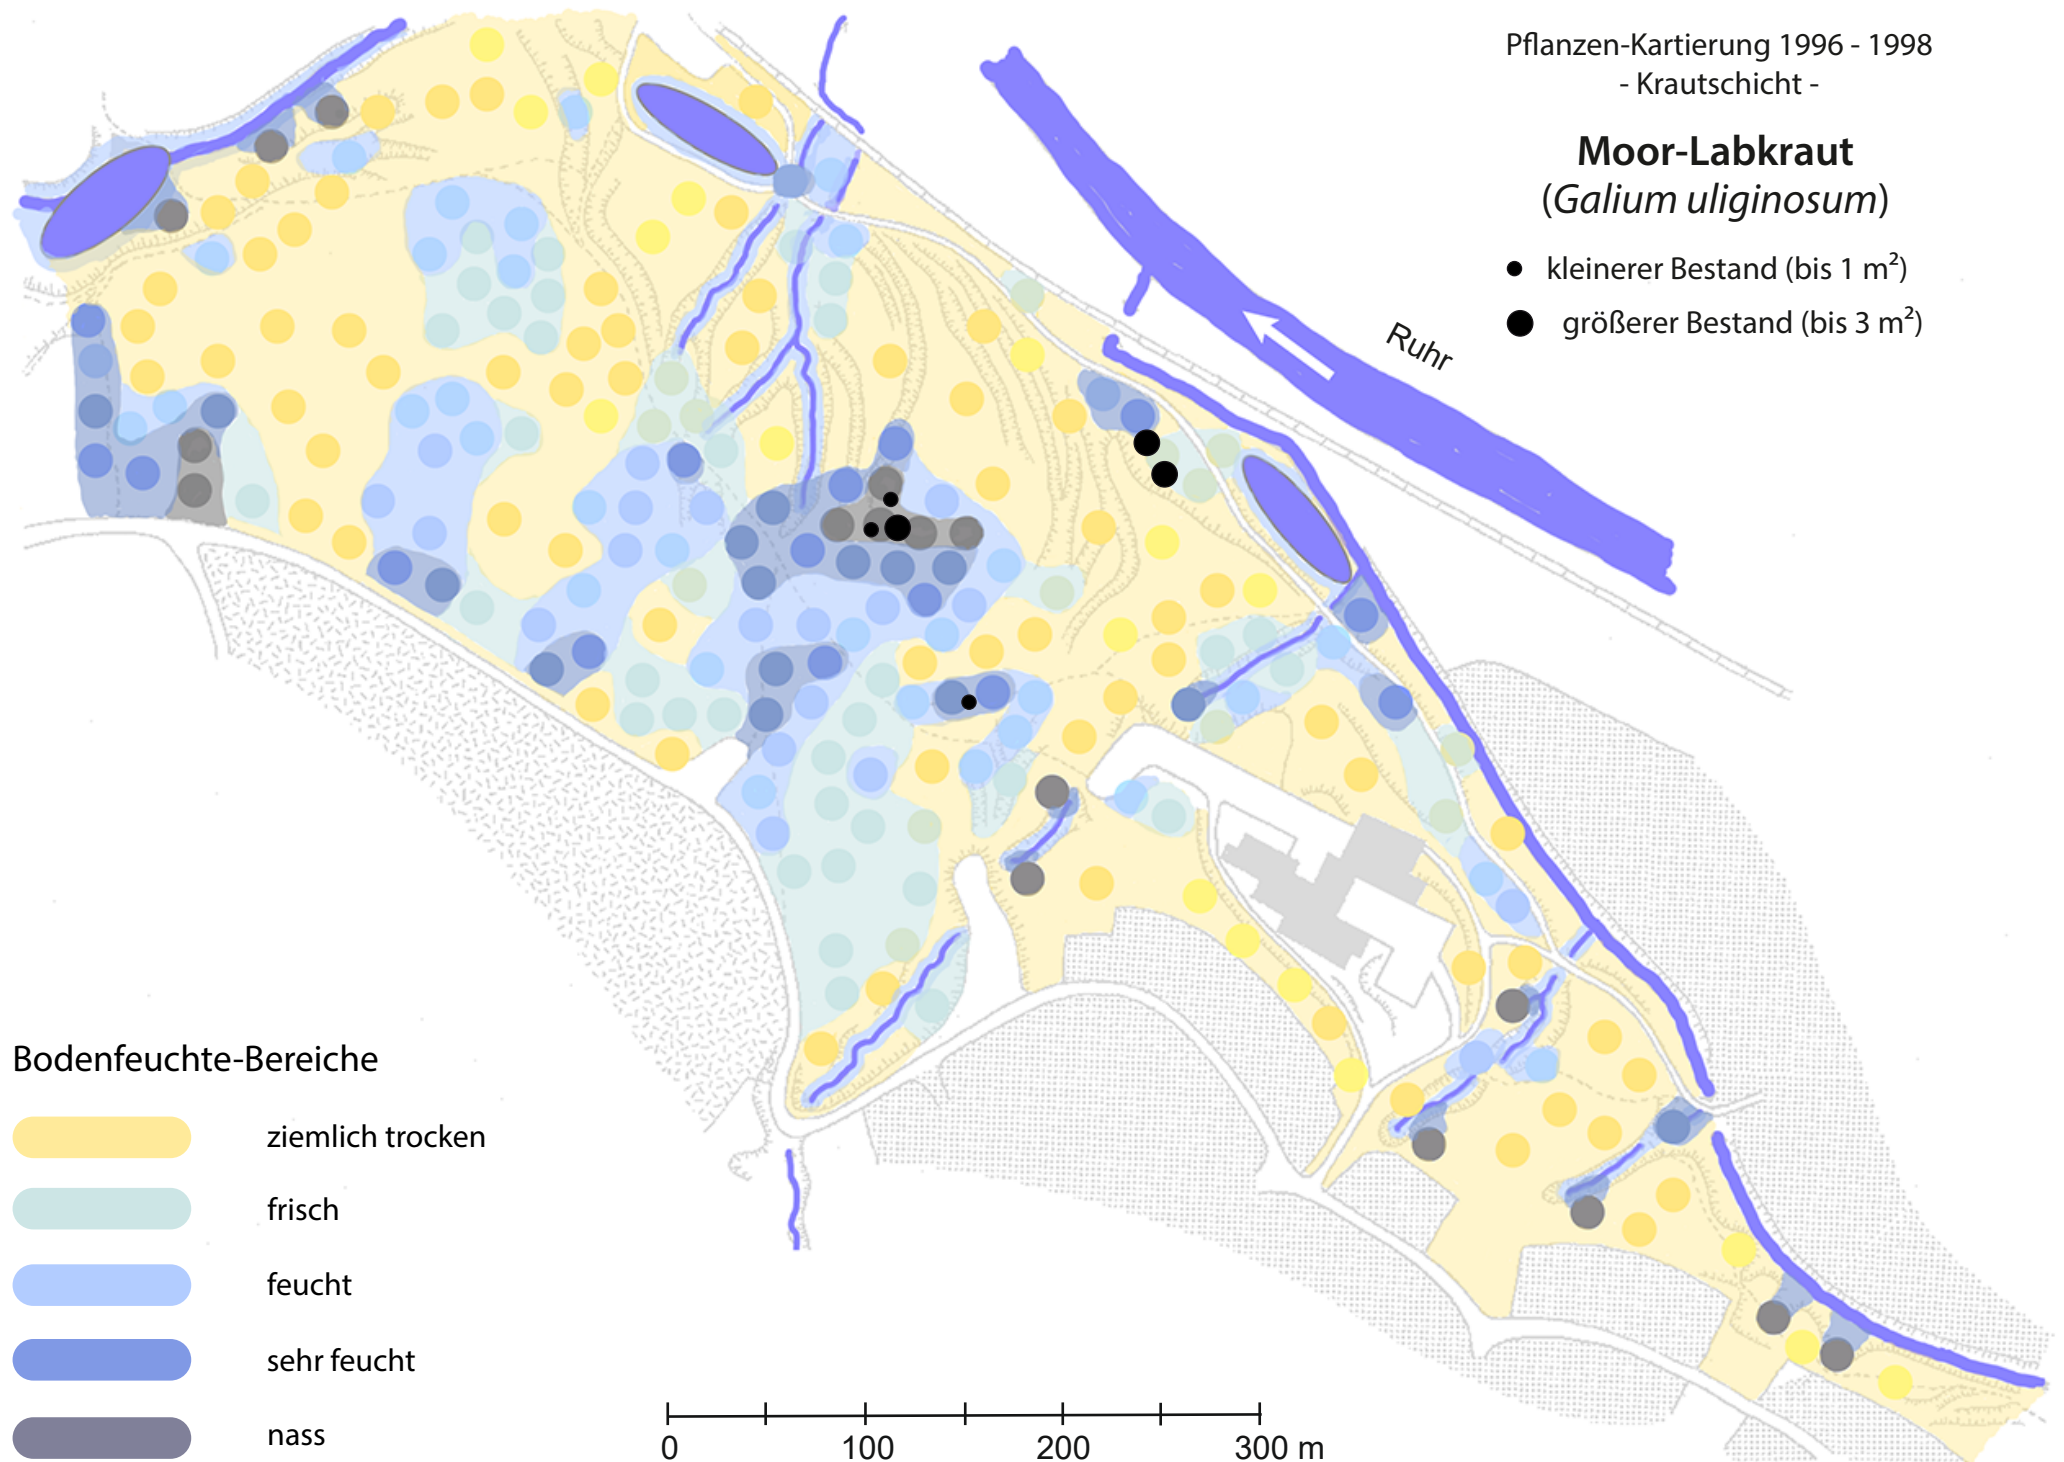 Pflanzen-Kartierung 1996 - 1998
- Krautschicht -
Moor-Labkraut
(Galium uliginosum)
kleinerer Bestand (bis 1 m²)
größerer Bestand (bis 3 m²)
Ruhr
Bodenfeuchte-Bereiche
ziemlich trocken
frisch
feucht
sehr feucht
nass
0 100 200 300 m